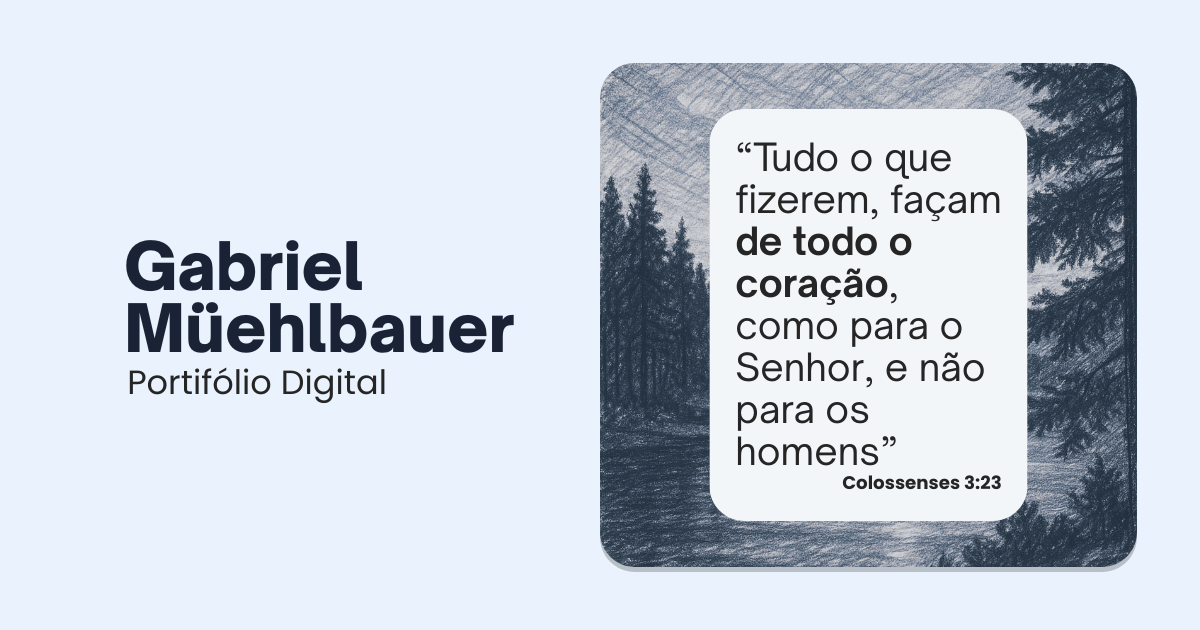 Gabriel
Müehlbauer
Portifólio Digital
“Tudo o que
fizerem, façam
de todo o
coração,
como para o
Senhor, e não
para os
homens”
Colossenses 3:23